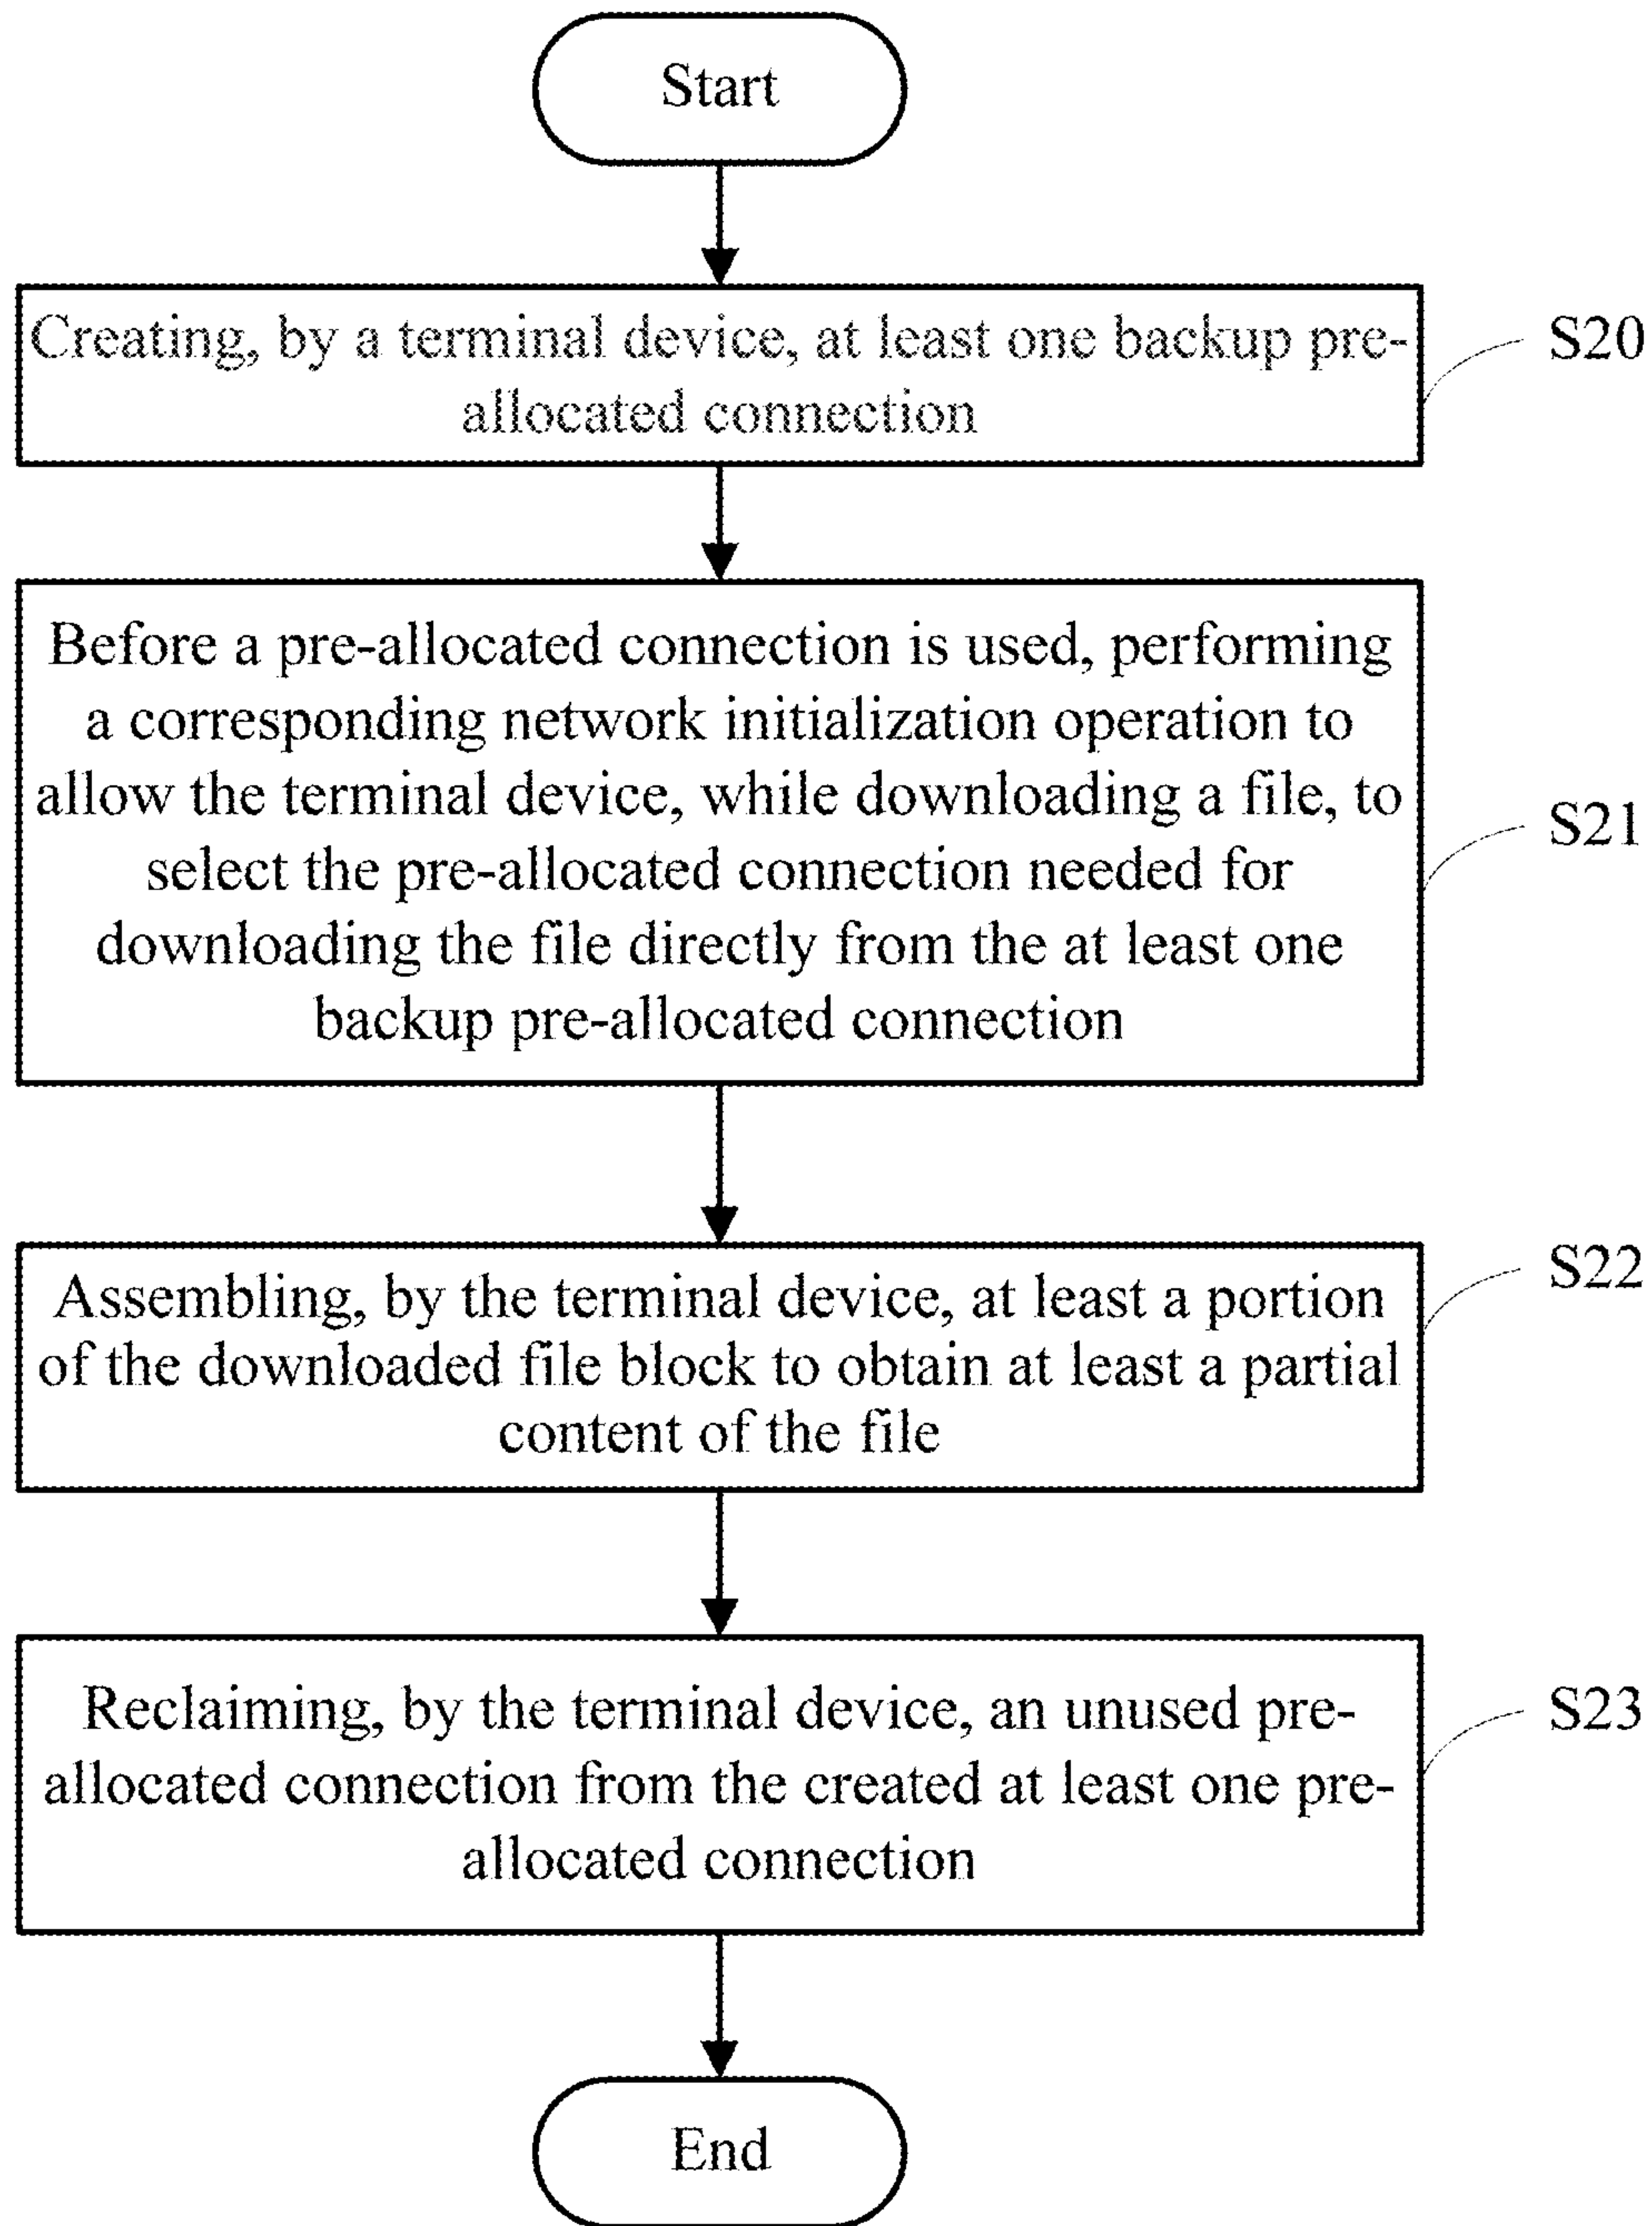 Start
Creating, by a terminal device, at least one backup pre-
allocated connection
S20
Before a pre-allocated connection is used, performing
a corresponding network initialization operation to
allow the terminal device, while downloading a file, to
select the pre-allocated connection needed for
downloading the file directly from the at least one
backup pre-allocated connection
S21
Assembling, by the terminal device, at least a portion
of the downloaded file block to obtain at least a partial
content of the file
S22
Reclaiming, by the terminal device, an unused pre-
allocated connection from the created at least one pre-
allocated connection
S23
End